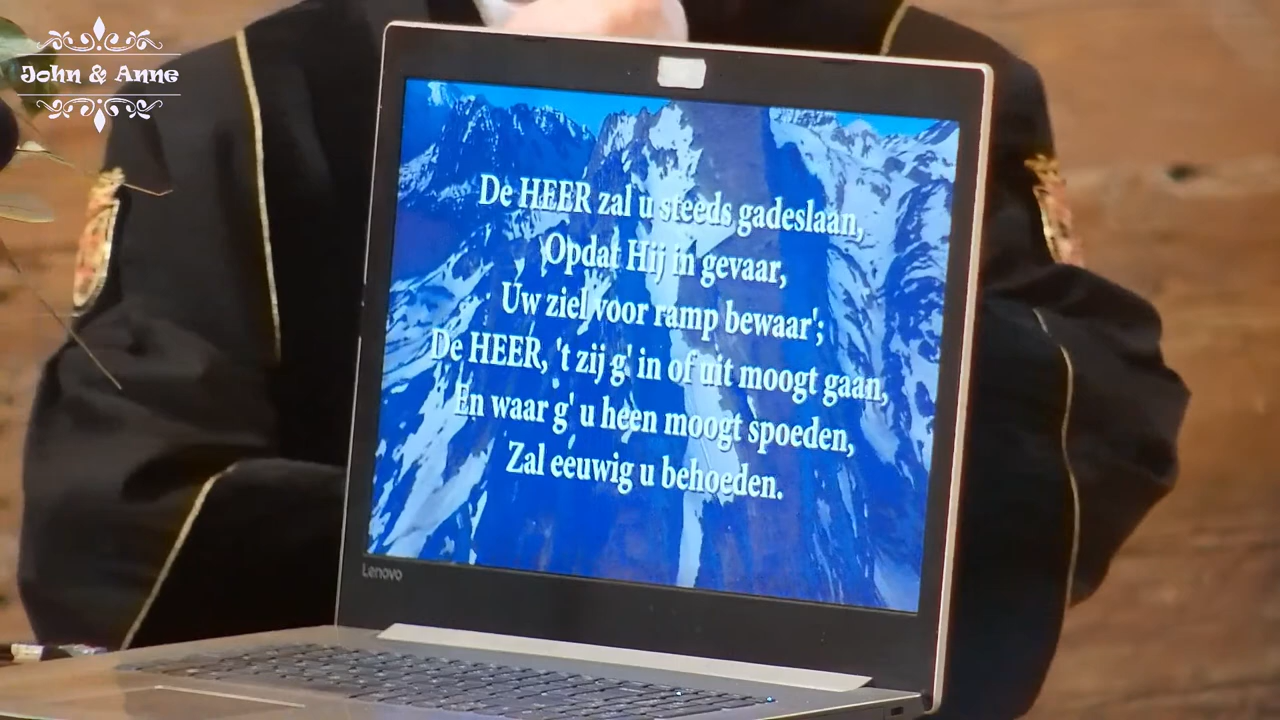 John & Anne
De HEER zal u steeds gadeslaan,
Opdat Hij in gevaar,
Uw ziel voor ramp bewaar';
De HEER, 't zij g' in of uit moogt gaan,
En waar g' u heen moogt spoeden,
Zal eeuwig u behoeden.
Lenovo